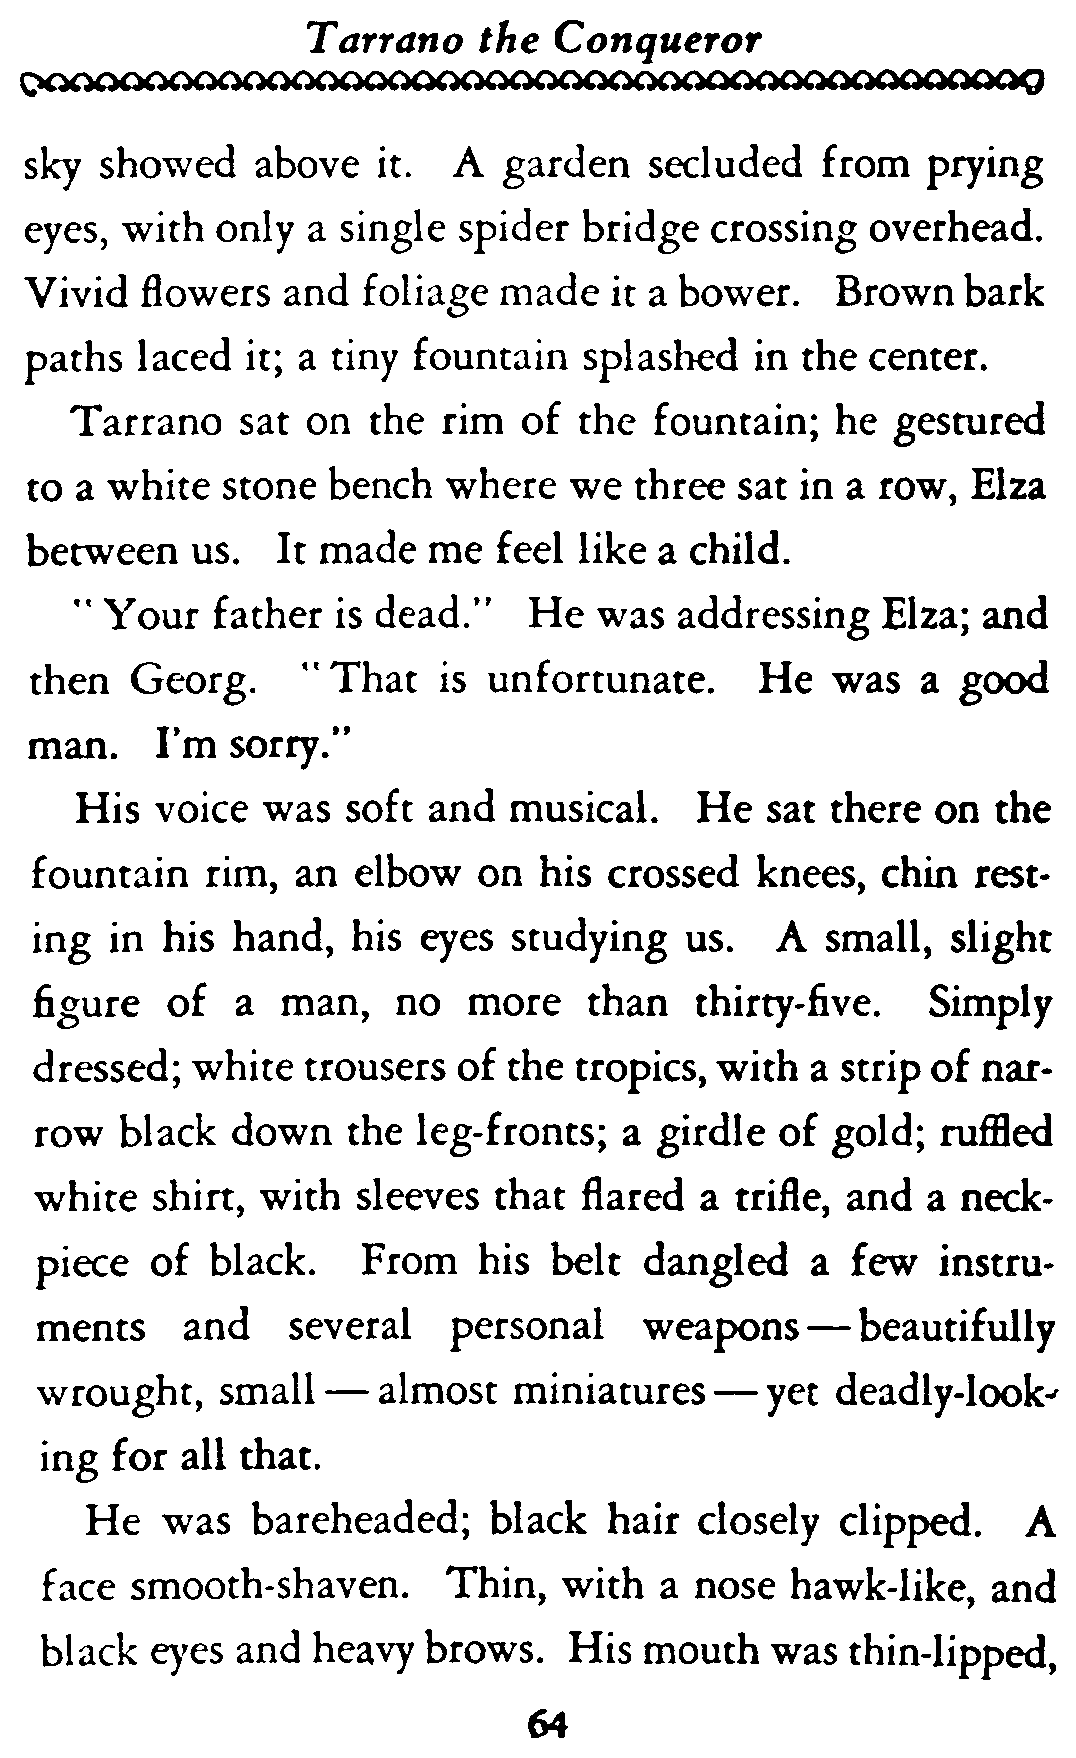 Tarrano the Conqueror
sky showed above it. A garden secluded from prying
eyes, with only a single spider bridge crossing overhead.
Vivid flowers and foliage made it a bower. Brown bark
paths laced it; a tiny fountain splashed in the center.
Tarrano sat on the rim of the fountain; he gestured
to a white stone bench where we three sat in a row, Elza
between us. It made me feel like a child.
"Your father is dead." He was addressing Elza; and
then Georg. "That is unfortunate. He was a good
man. I'm sorry."
His voice was soft and musical. He sat there on the
fountain rim, an elbow on his crossed knees, chin rest-
ing in his hand, his eyes studying us. A small, slight
figure of a man, no more than thirty-five. Simply
dressed; white trousers of the tropics, with a strip of nar-
row black down the leg-fronts; a girdle of gold; ruffled
white shirt, with sleeves that flared a trifle, and a neck-
piece of black. From his belt dangled a few instru-
ments and several personal weapons — beautifully
wrought, small — almost miniatures — yet deadly-look-
ing for all that.
He was bareheaded; black hair closely clipped. A
face smooth-shaven. Thin, with a nose hawk-like, and
black eyes and heavy brows. His mouth was thin-lipped,
64